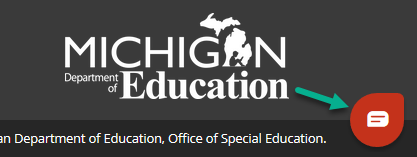 MICHIGAN
Department of Education
an Department of Education, Office of Special Education.